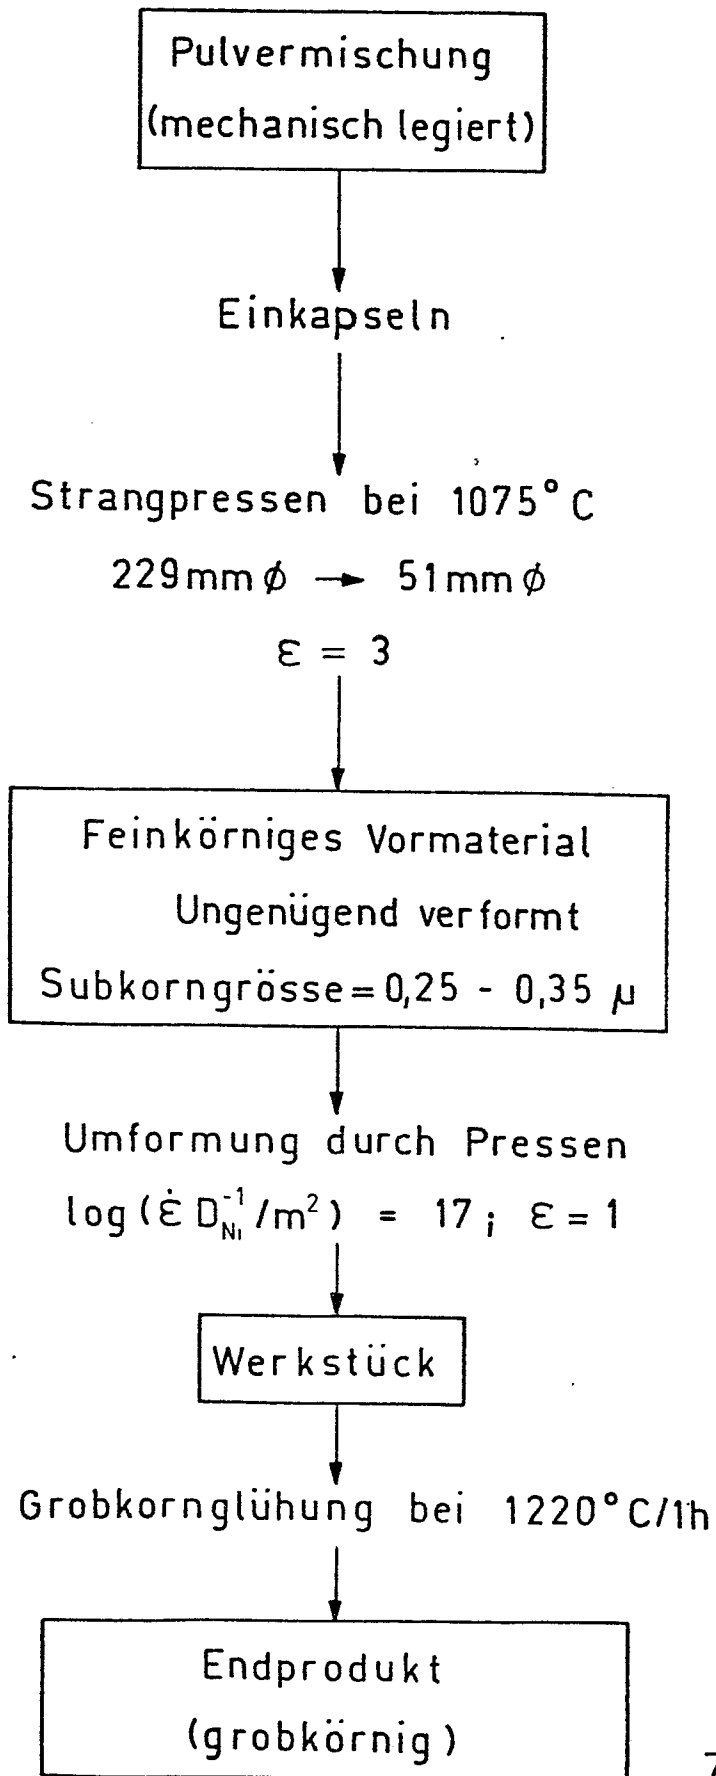 Pulvermischung
(mechanisch legiert)
Einkapseln
Strangpressen bei 1075°C
229mm ϕ → 51mm ϕ
ε = 3
Feinkörniges Vormaterial
Ungenügend verformt
Subkorngrösse = 0,25 - 0,35 µ
Umformung durch Pressen
log (ε̇ D_Ni^-1 /m²) = 17 ; ε = 1
Werkstück
Grobkornglühung bei 1220°C/1h
Endprodukt
(grobkörnig)